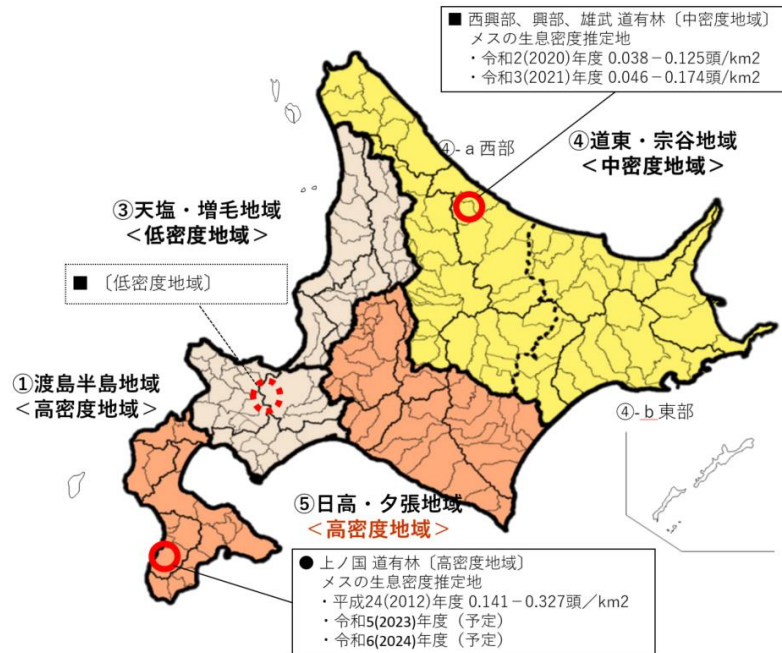 ■ 西興部、興部、雄武 道有林〔中密度地域〕
メスの生息密度推定地
・令和2(2020)年度 0.038－0.125頭/km2
・令和3(2021)年度 0.046－0.174頭/km2
④-a 西部
④道東・宗谷地域
＜中密度地域＞
③天塩・増毛地域
＜低密度地域＞
■ 〔低密度地域〕
①渡島半島地域
＜高密度地域＞
④-b 東部
⑤日高・夕張地域
＜高密度地域＞
● 上ノ国 道有林〔高密度地域〕
メスの生息密度推定地
・平成24(2012)年度 0.141－0.327頭／km2
・令和5(2023)年度（予定）
・令和6(2024)年度（予定）